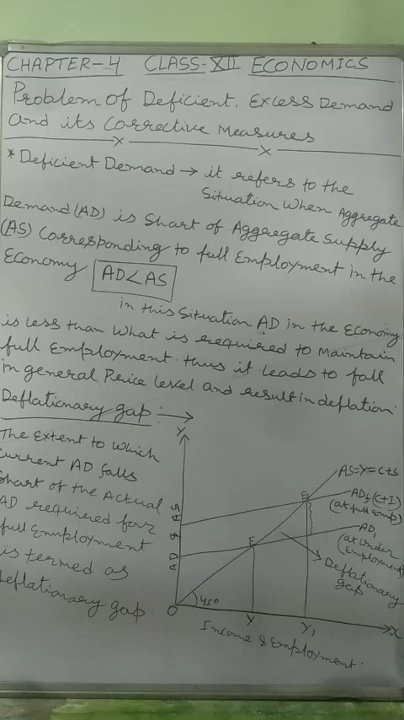 CHAPTER-4 CLASS-XII ECONOMICS
Problem of Deficient, Excess Demand
and its Corrective Measures
* Deficient Demand → it refers to the
Situation When Aggregate
Demand (AD) is Short of Aggregate Supply
(AS) Corresponding to full Employment in the
Economy AD<AS
in this Situation AD in the Economy
is less than What is required to Maintain
full Employment. thus it leads to fall
in general Price level and result in deflation
Deflationary gap: →
The Extent to which
current AD falls
Short of the Actual
AD required for
full Employment
is termed as
deflationary gap.
Y
AD & AS
AS=Y=C+S
E
ADF(C+I)
(at full Emp)
AD1
(at under
Employment)
E
Deflationary
gap
45°
O
Y
Y1
X
Income & Employment.